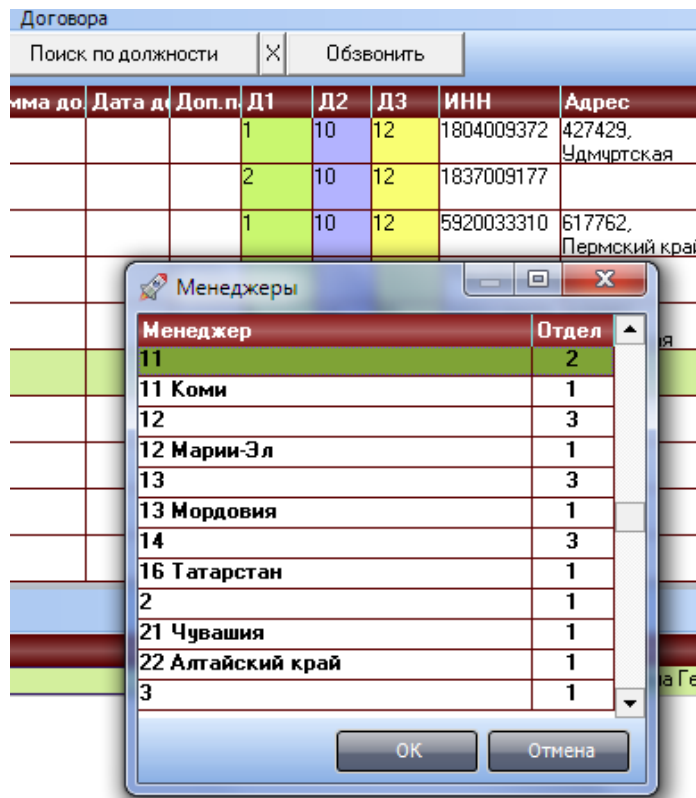 Договора
Поиск по должности X Обзвонить
мма до Дата до Доп.п Д1 Д2 Д3 ИНН Адрес
1 10 12 1804009372 427429,
Удмуртская
2 10 12 1837009177
1 10 12 5920033310 617762,
Пермский край
Менеджеры
Менеджер Отдел
11 2
11 Коми 1
12 3
12 Марии-Эл 1
13 3
13 Мордовия 1
14 3
16 Татарстан 1
2 1
21 Чувашия 1
22 Алтайский край 1
3 1
ОК Отмена